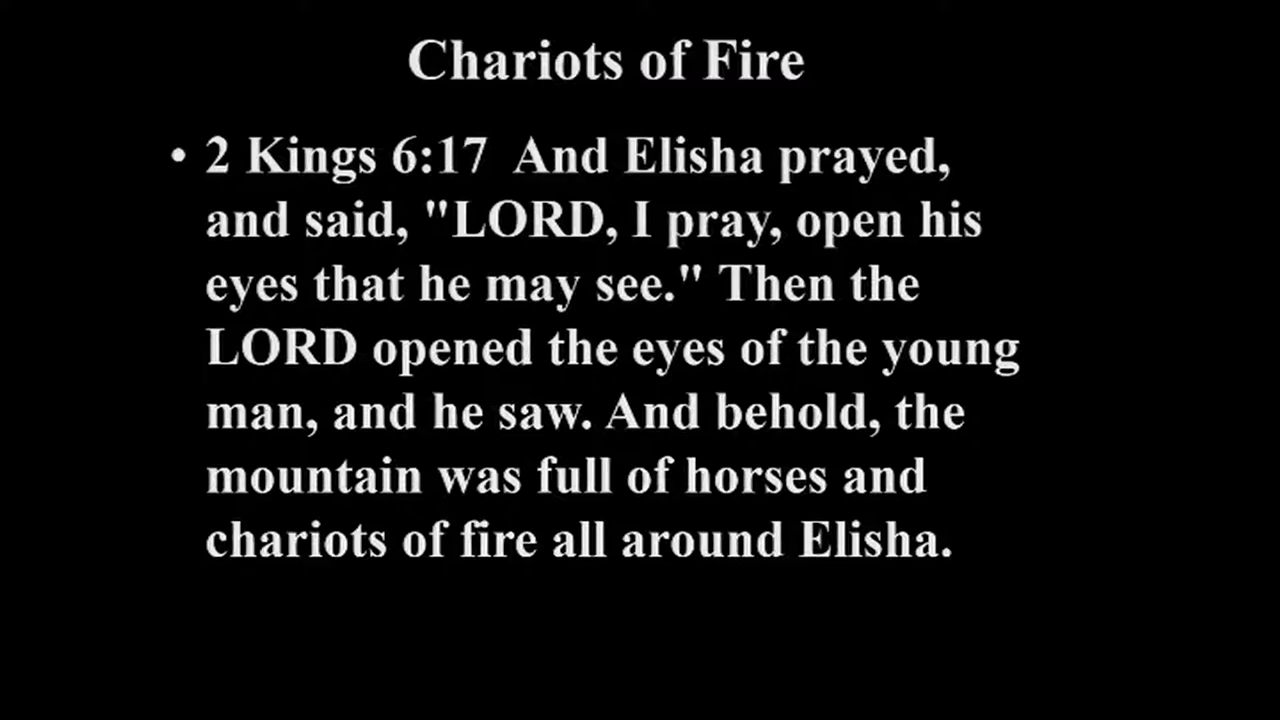 Chariots of Fire
• 2 Kings 6:17  And Elisha prayed,
and said, "LORD, I pray, open his
eyes that he may see." Then the
LORD opened the eyes of the young
man, and he saw. And behold, the
mountain was full of horses and
chariots of fire all around Elisha.